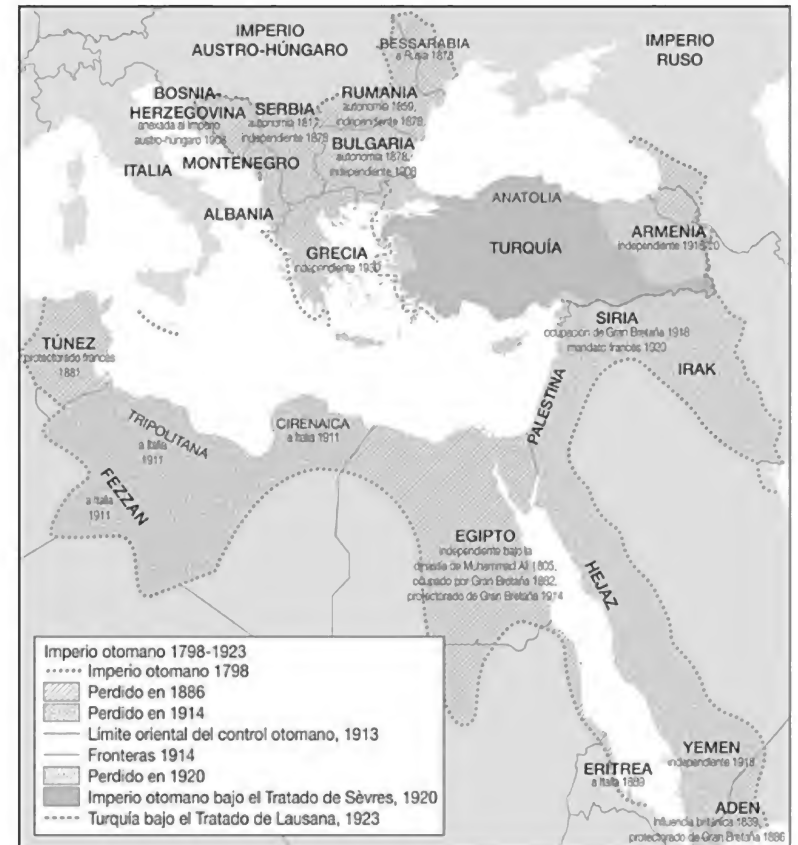 IMPERIO
AUSTRO-HÚNGARO
BESSARABIA
a Rusia 1878
IMPERIO
RUSO
BOSNIA-
HERZEGOVINA
anexada al Imperio
austro-húngaro 1908
SERBIA
autonomía 1817,
independiente 1878
RUMANIA
autonomía 1859,
independiente 1878.
BULGARIA
autonomía 1878,
independiente 1908
ITALIA
MONTENEGRO
ALBANIA
GRECIA
ANATOLIA
TURQUÍA
ARMENIA
TÚNEZ
protectorado francés
1881
SIRIA
ocupación de Gran Bretaña 1918
mandato francés 1920
IRAK
PALESTINA
TRIPOLITANA
a Italia
1911
CIRENAICA
a Italia 1911
FEZZAN
a Italia
1911
EGIPTO
independiente bajo la
dinastía de Muhammad Alí 1805,
ocupado por Gran Bretaña 1882,
protectorado de Gran Bretaña 1914
HEJAZ
YEMEN
independiente 1918
ERITREA
a Italia 1889
ADEN
influencia británica 1839,
protectorado de Gran Bretaña 1886
Imperio otomano 1798-1923
Imperio otomano 1798
Perdido en 1886
Perdido en 1914
Límite oriental del control otomano, 1913
Fronteras 1914
Perdido en 1920
Imperio otomano bajo el Tratado de Sèvres, 1920
Turquía bajo el Tratado de Lausana, 1923